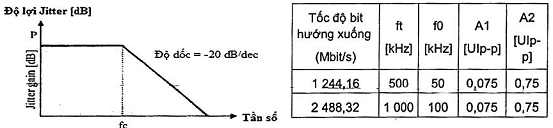 Độ lợi Jitter [dB]
P
Jitter gain [dB]
Độ dốc = -20 dB/dec
Tần số
fc
Tốc độ bit hướng xuống (Mbit/s) ft [kHz] f0 [kHz] A1 [UIp-p] A2 [UIp-p]
1 244,16 500 50 0,075 0,75
2 488,32 1 000 100 0,075 0,75